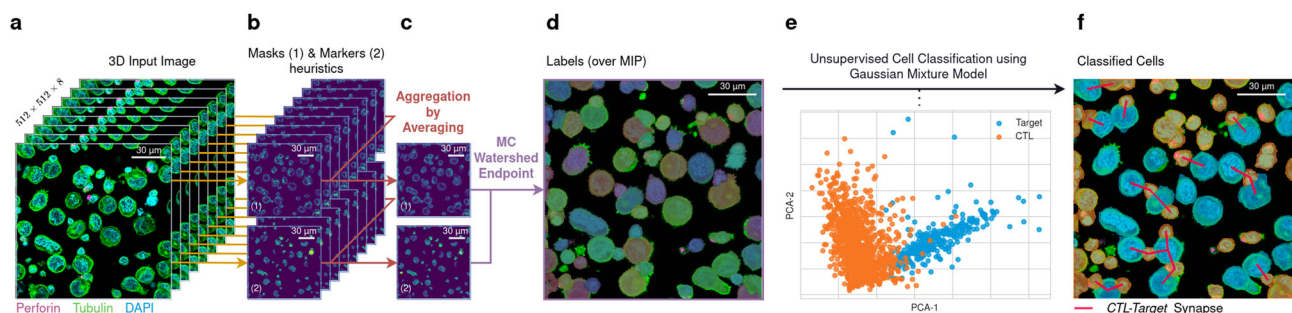 a
3D Input Image
512 × 512 × 8
30 µm
Perforin Tubulin DAPI
b
Masks (1) & Markers (2)
heuristics
30 µm
(1)
30 µm
(2)
c
Aggregation
by
Averaging
30 µm
(1)
30 µm
(2)
MC
Watershed
Endpoint
d
Labels (over MIP)
30 µm
e
Unsupervised Cell Classification using
Gaussian Mixture Model
Target
CTL
PCA-2
PCA-1
f
Classified Cells
30 µm
CTL-Target Synapse